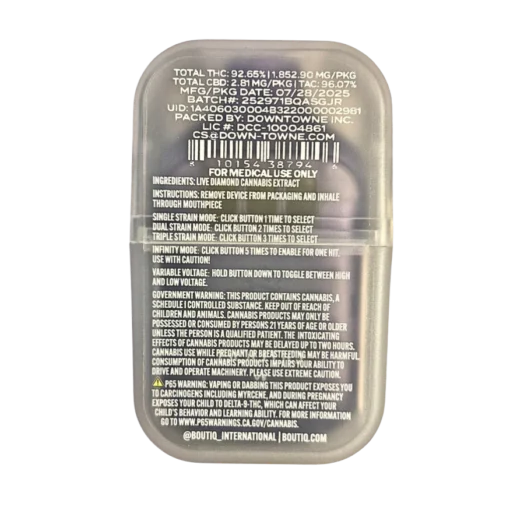 TOTAL THC: 92.65% | 1,852.90 MG/PKG
TOTAL CBD: 2.81 MG/PKG | TAC: 96.07%
MFG/PKG DATE: 07/28/2025
BATCH#: 252971BQASGJR
UID: 1A4060300048322000002981
PACKED BY: DOWNTOWNE INC.
LIC #: DCC-10004861
CS@DOWN-TOWNE.COM
8 10154 38794 6
FOR MEDICAL USE ONLY
INGREDIENTS: LIVE DIAMOND CANNABIS EXTRACT
INSTRUCTIONS: REMOVE DEVICE FROM PACKAGING AND INHALE
THROUGH MOUTHPIECE
SINGLE STRAIN MODE: CLICK BUTTON 1 TIME TO SELECT
DUAL STRAIN MODE: CLICK BUTTON 2 TIMES TO SELECT
TRIPLE STRAIN MODE: CLICK BUTTON 3 TIMES TO SELECT
INFINITY MODE: CLICK BUTTON 5 TIMES TO ENABLE FOR ONE HIT.
USE WITH CAUTION!
VARIABLE VOLTAGE: HOLD BUTTON DOWN TO TOGGLE BETWEEN HIGH
AND LOW VOLTAGE.
GOVERNMENT WARNING: THIS PRODUCT CONTAINS CANNABIS, A
SCHEDULE I CONTROLLED SUBSTANCE. KEEP OUT OF REACH OF
CHILDREN AND ANIMALS. CANNABIS PRODUCTS MAY ONLY BE
POSSESSED OR CONSUMED BY PERSONS 21 YEARS OF AGE OR OLDER
UNLESS THE PERSON IS A QUALIFIED PATIENT. THE INTOXICATING
EFFECTS OF CANNABIS PRODUCTS MAY BE DELAYED UP TO TWO HOURS.
CANNABIS USE WHILE PREGNANT OR BREASTFEEDING MAY BE HARMFUL.
CONSUMPTION OF CANNABIS PRODUCTS IMPAIRS YOUR ABILITY TO
DRIVE AND OPERATE MACHINERY. PLEASE USE EXTREME CAUTION.
P65 WARNING: VAPING OR DABBING THIS PRODUCT EXPOSES YOU
TO CARCINOGENS INCLUDING MYRCENE, AND DURING PREGNANCY
EXPOSES YOUR CHILD TO DELTA-9-THC, WHICH CAN AFFECT YOUR
CHILD'S BEHAVIOR AND LEARNING ABILITY. FOR MORE INFORMATION
GO TO WWW.P65WARNINGS.CA.GOV/CANNABIS.
@BOUTIQ_INTERNATIONAL | BOUTIQ.COM